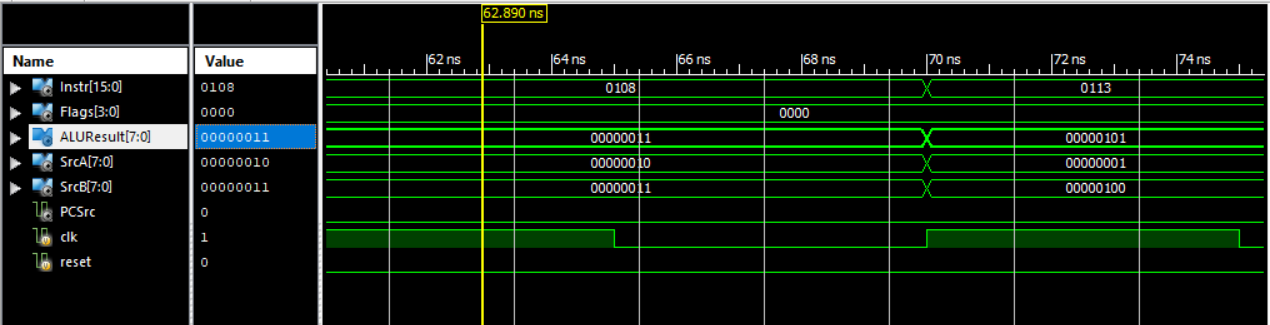 62.890 ns
Name Value 62 ns 64 ns 66 ns 68 ns 70 ns 72 ns 74 ns
Instr[15:0] 0108 0108 0113
Flags[3:0] 0000 0000
ALUResult[7:0] 00000011 00000011 00000101
SrcA[7:0] 00000010 00000010 00000001
SrcB[7:0] 00000011 00000011 00000100
PCSrc 0
clk 1
reset 0